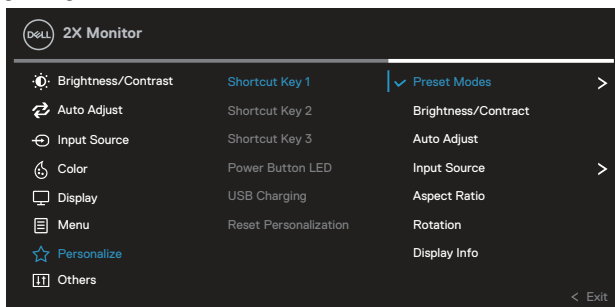 DELL
2X Monitor
Brightness/Contrast
Auto Adjust
Input Source
Color
Display
Menu
Personalize
Others
Shortcut Key 1
Shortcut Key 2
Shortcut Key 3
Power Button LED
USB Charging
Reset Personalization
Preset Modes
Brightness/Contract
Auto Adjust
Input Source
Aspect Ratio
Rotation
Display Info
< Exit